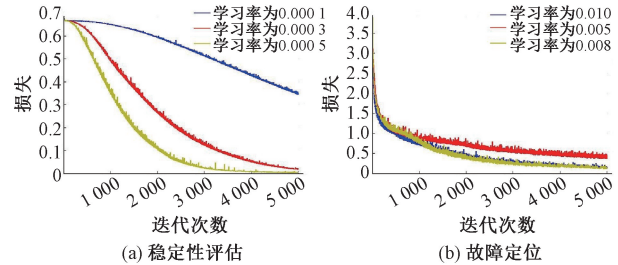 0.7
0.6
0.5
0.4
0.3
0.2
0.1
0
损失
学习率为0.000 1
学习率为0.000 3
学习率为0.000 5
1 000
2 000
3 000
4 000
5 000
迭代次数
(a) 稳定性评估
4.0
3.5
3.0
2.5
2.0
1.5
1.0
0.5
0
损失
学习率为0.010
学习率为0.005
学习率为0.008
1 000
2 000
3 000
4 000
5 000
迭代次数
(b) 故障定位